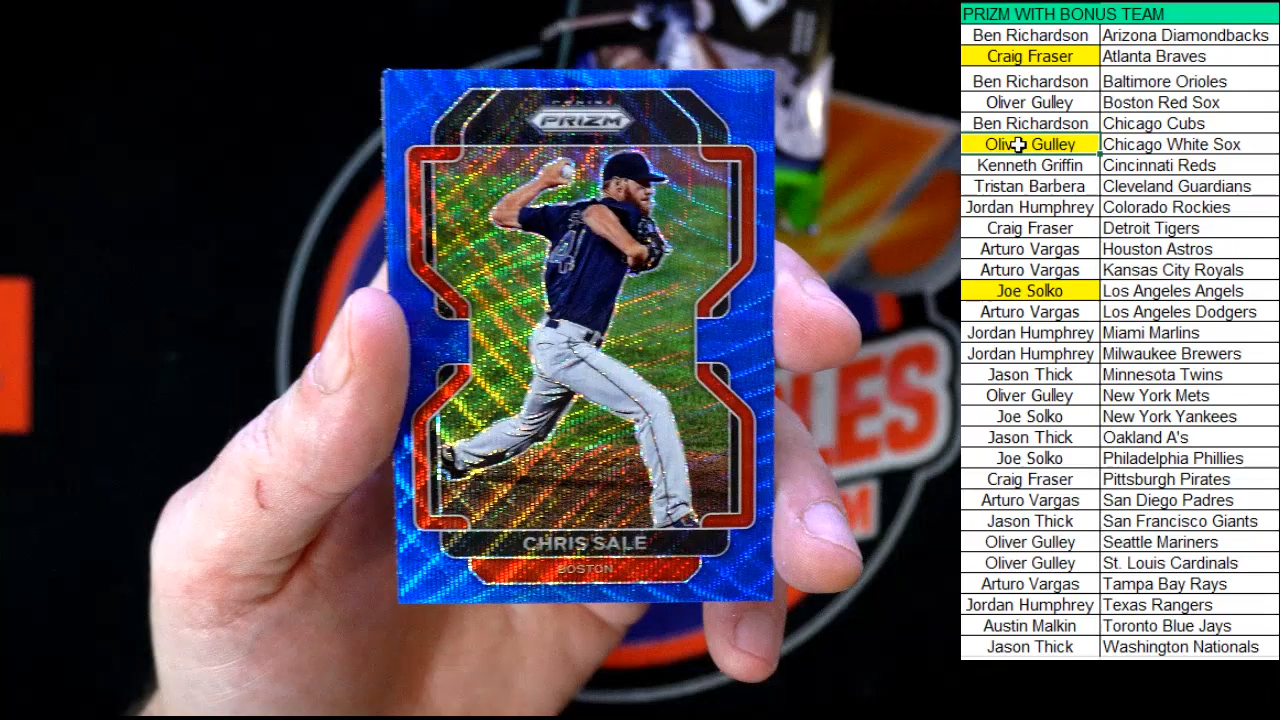 PANINI
PRIZM
41
CHRIS SALE
BOSTON
LES
M
PRIZM WITH BONUS TEAM
Ben Richardson Arizona Diamondbacks
Craig Fraser Atlanta Braves
Ben Richardson Baltimore Orioles
Oliver Gulley Boston Red Sox
Ben Richardson Chicago Cubs
Oliver Gulley Chicago White Sox
Kenneth Griffin Cincinnati Reds
Tristan Barbera Cleveland Guardians
Jordan Humphrey Colorado Rockies
Craig Fraser Detroit Tigers
Arturo Vargas Houston Astros
Arturo Vargas Kansas City Royals
Joe Solko Los Angeles Angels
Arturo Vargas Los Angeles Dodgers
Jordan Humphrey Miami Marlins
Jordan Humphrey Milwaukee Brewers
Jason Thick Minnesota Twins
Oliver Gulley New York Mets
Joe Solko New York Yankees
Jason Thick Oakland A's
Joe Solko Philadelphia Phillies
Craig Fraser Pittsburgh Pirates
Arturo Vargas San Diego Padres
Jason Thick San Francisco Giants
Oliver Gulley Seattle Mariners
Oliver Gulley St. Louis Cardinals
Arturo Vargas Tampa Bay Rays
Jordan Humphrey Texas Rangers
Austin Malkin Toronto Blue Jays
Jason Thick Washington Nationals